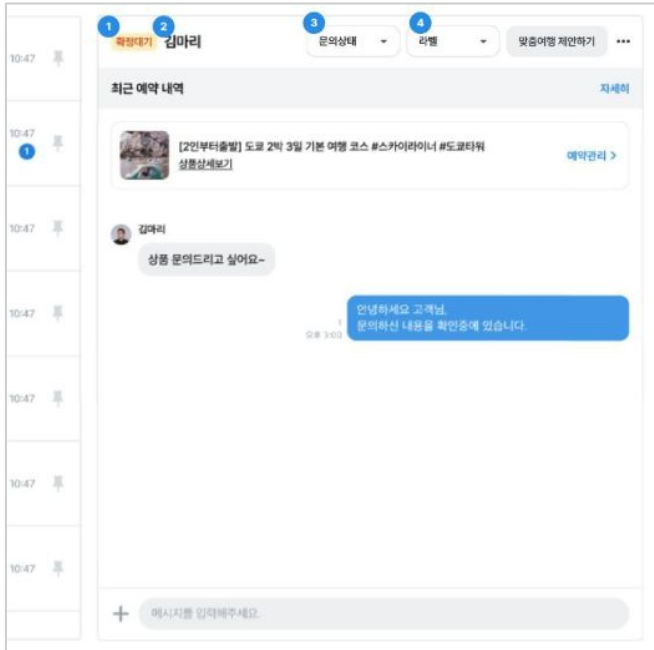 1 2 3 4
확정대기 김마리 문의상태 라벨 맞춤여행 제안하기
10:47
최근 예약 내역 자세히
10:47
1
[2인부터출발] 도쿄 2박 3일 기본 여행 코스 #스카이라이너 #도쿄타워
상품상세보기
예약관리 >
10:47
김마리
상품 문의드리고 싶어요~
10:47
안녕하세요 고객님,
문의하신 내용을 확인중에 있습니다.
1
오후 3:00
10:47
10:47
10:47
메시지를 입력해주세요.